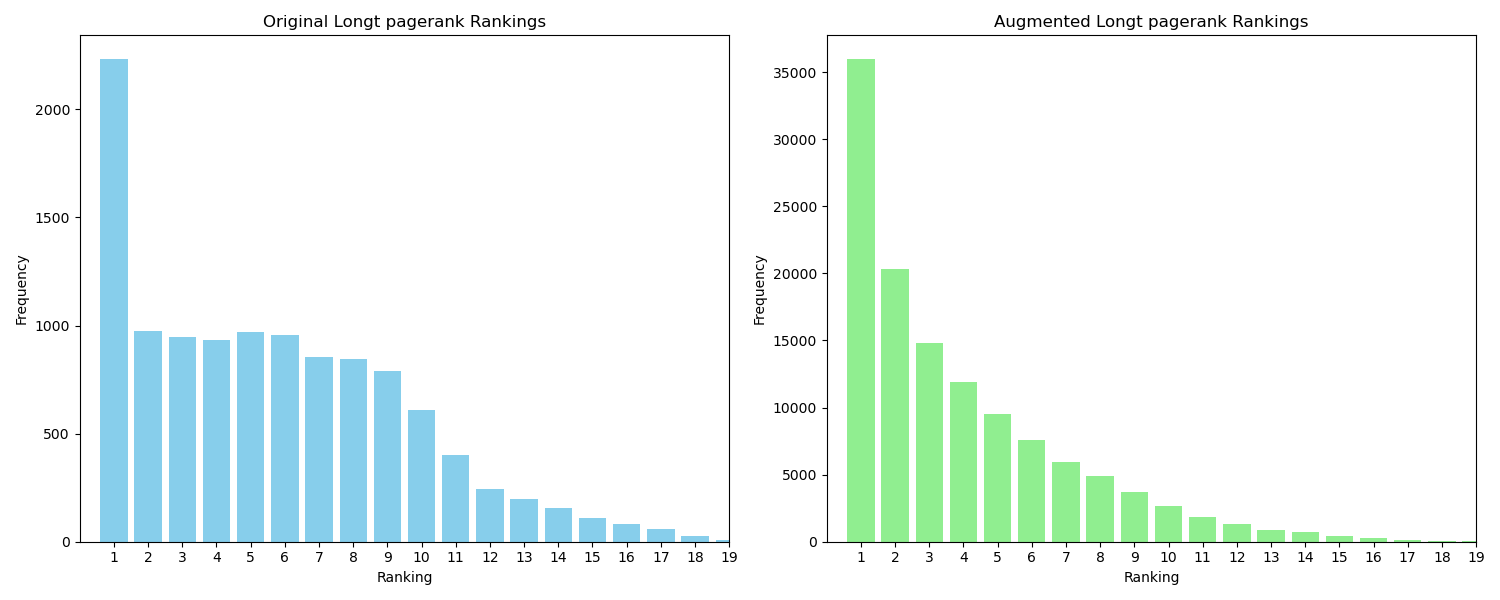 Original Longt pagerank Rankings
Frequency
2000
1500
1000
500
0
1 2 3 4 5 6 7 8 9 10 11 12 13 14 15 16 17 18 19
Ranking
Augmented Longt pagerank Rankings
Frequency
35000
30000
25000
20000
15000
10000
5000
0
1 2 3 4 5 6 7 8 9 10 11 12 13 14 15 16 17 18 19
Ranking